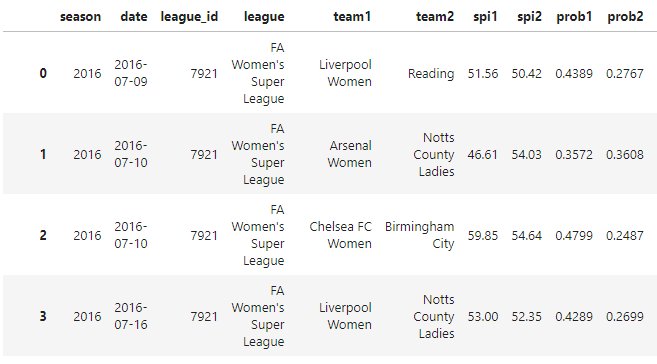 season date league_id league team1 team2 spi1 spi2 prob1 prob2
0 2016 2016-07-09 7921 FA Women's Super League Liverpool Women Reading 51.56 50.42 0.4389 0.2767
1 2016 2016-07-10 7921 FA Women's Super League Arsenal Women Notts County Ladies 46.61 54.03 0.3572 0.3608
2 2016 2016-07-10 7921 FA Women's Super League Chelsea FC Women Birmingham City 59.85 54.64 0.4799 0.2487
3 2016 2016-07-16 7921 FA Women's Super League Liverpool Women Notts County Ladies 53.00 52.35 0.4289 0.2699